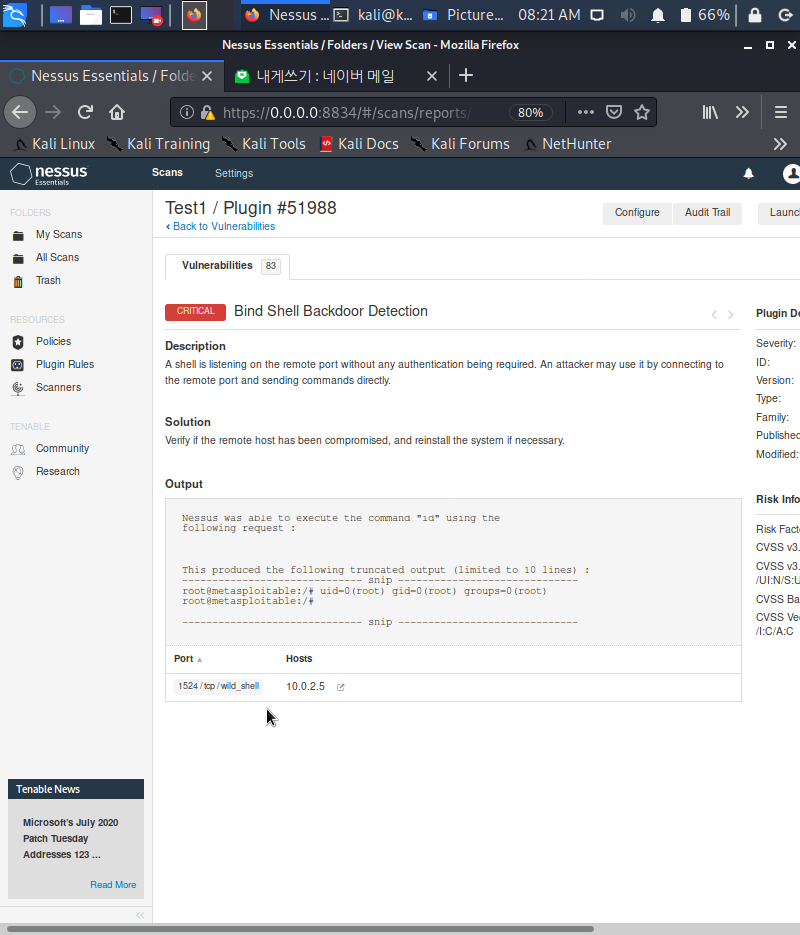 Nessus ...
kali@k...
Picture...
08:21 AM
66%
Nessus Essentials / Folders / View Scan - Mozilla Firefox
Nessus Essentials / Folde
내게쓰기 : 네이버 메일
https://0.0.0.0:8834/#/scans/reports/
80%
Kali Linux
Kali Training
Kali Tools
Kali Docs
Kali Forums
NetHunter
nessus
Essentials
Scans
Settings
FOLDERS
My Scans
All Scans
Trash
RESOURCES
Policies
Plugin Rules
Scanners
TENABLE
Community
Research
Tenable News
Microsoft's July 2020
Patch Tuesday
Addresses 123 ...
Read More
Test1 / Plugin #51988
Back to Vulnerabilities
Configure
Audit Trail
Launc
Vulnerabilities 83
CRITICAL
Bind Shell Backdoor Detection
Description
A shell is listening on the remote port without any authentication being required. An attacker may use it by connecting to
the remote port and sending commands directly.
Solution
Verify if the remote host has been compromised, and reinstall the system if necessary.
Output
Nessus was able to execute the command "id" using the
following request :
This produced the following truncated output (limited to 10 lines) :
------------------------------ snip ------------------------------
root@metasploitable:/# uid=0(root) gid=0(root) groups=0(root)
root@metasploitable:/#
------------------------------ snip ------------------------------
Port ▲
Hosts
1524 / tcp / wild_shell
10.0.2.5
Plugin De
Severity:
ID:
Version:
Type:
Family:
Published
Modified:
Risk Info
Risk Fact
CVSS v3.
CVSS v3.
/UI:N/S:U
CVSS Ba
CVSS Vec
/I:C/A:C